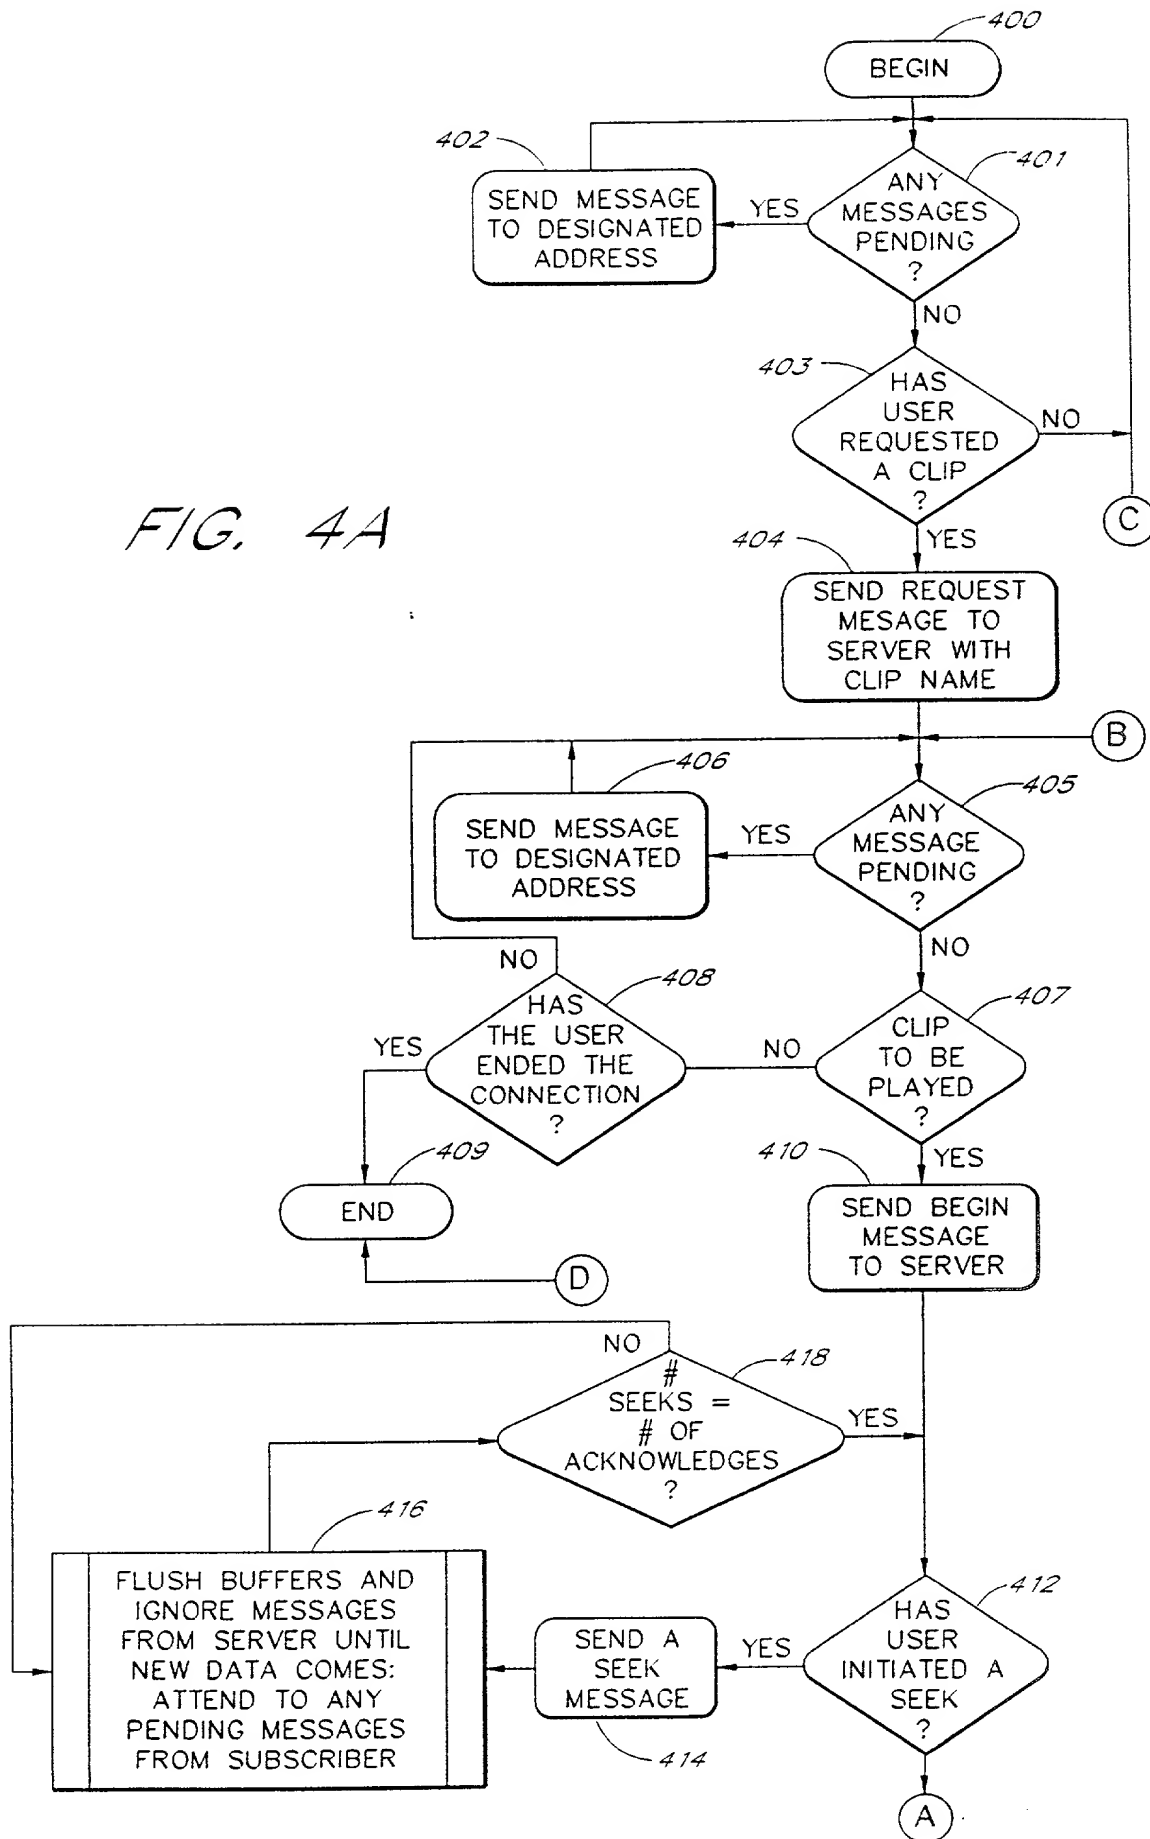 400
BEGIN
402
401
SEND MESSAGE
TO DESIGNATED
ADDRESS
YES
ANY
MESSAGES
PENDING
?
NO
403
HAS
USER
REQUESTED
A CLIP
?
NO
C
FIG. 4A
YES
404
SEND REQUEST
MESAGE TO
SERVER WITH
CLIP NAME
B
406
405
SEND MESSAGE
TO DESIGNATED
ADDRESS
YES
ANY
MESSAGE
PENDING
?
NO
NO
408
407
HAS
THE USER
ENDED THE
CONNECTION
?
YES
NO
CLIP
TO BE
PLAYED
?
409
END
410
YES
SEND BEGIN
MESSAGE
TO SERVER
D
NO
418
#
SEEKS =
# OF
ACKNOWLEDGES
?
YES
416
FLUSH BUFFERS AND
IGNORE MESSAGES
FROM SERVER UNTIL
NEW DATA COMES:
ATTEND TO ANY
PENDING MESSAGES
FROM SUBSCRIBER
SEND A
SEEK
MESSAGE
414
YES
412
HAS
USER
INITIATED A
SEEK
?
A